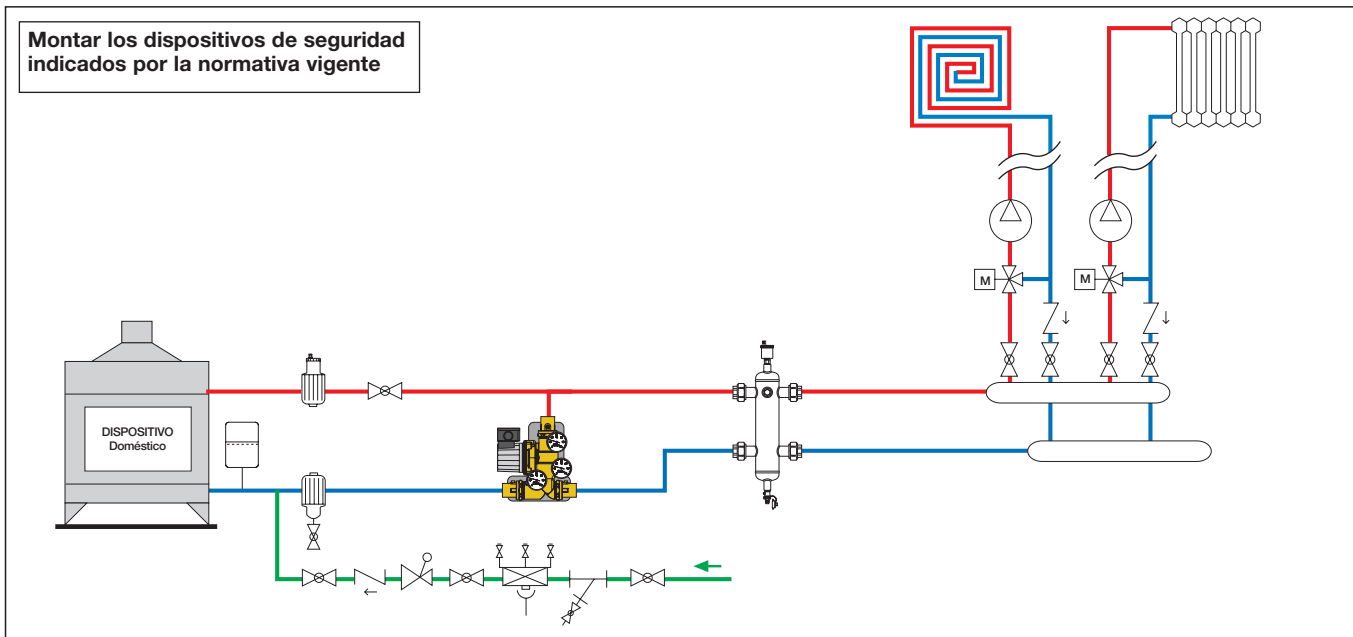 Montar los dispositivos de seguridad
indicados por la normativa vigente
M
M
DISPOSITIVO
Doméstico